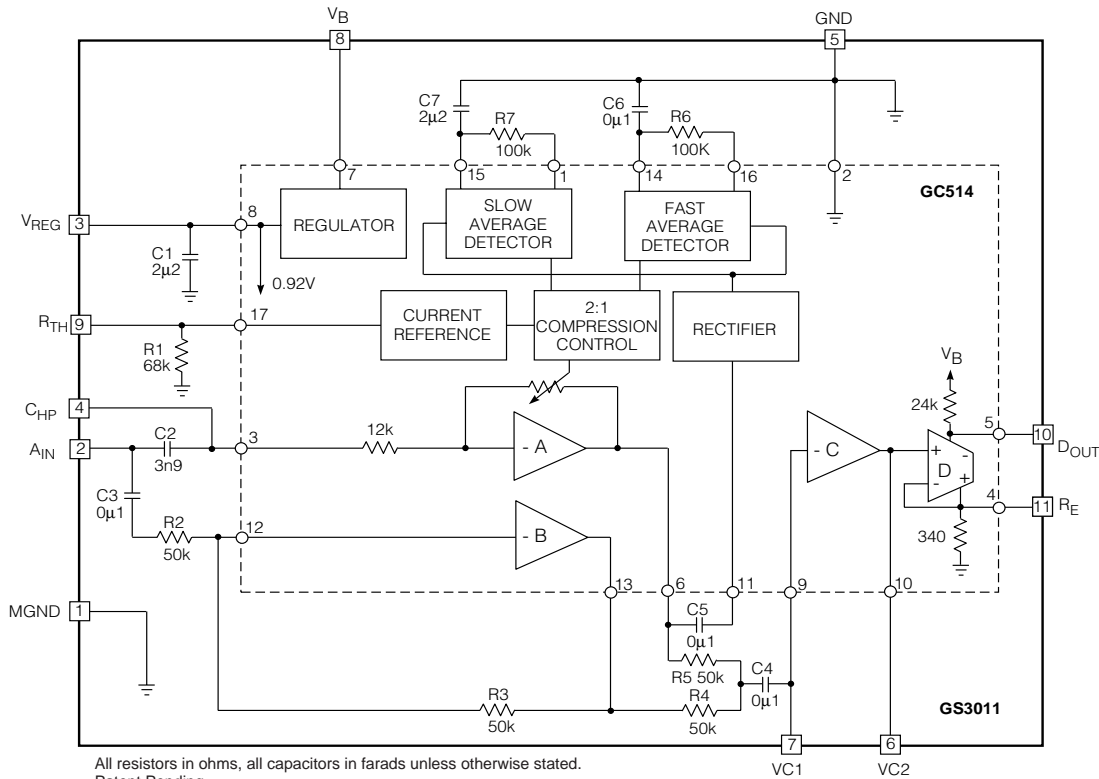 VB
8
GND
5
C7
2µ2
R7
100k
C6
0µ1
R6
100K
7
15
1
14
16
2
GC514
VREG
3
8
REGULATOR
SLOW
AVERAGE
DETECTOR
FAST
AVERAGE
DETECTOR
C1
2µ2
0.92V
RTH
9
17
CURRENT
REFERENCE
2:1
COMPRESSION
CONTROL
RECTIFIER
R1
68k
VB
24k
CHP
4
AIN
2
C2
3n9
3
12k
- A
- C
+
-
D
-
+
5
10
DOUT
4
11
RE
C3
0µ1
R2
50k
12
- B
340
13
6
11
9
10
MGND
1
C5
0µ1
R5 50k
C4
0µ1
R3
50k
R4
50k
GS3011
7
6
VC1
VC2
All resistors in ohms, all capacitors in farads unless otherwise stated.
Patent Pending